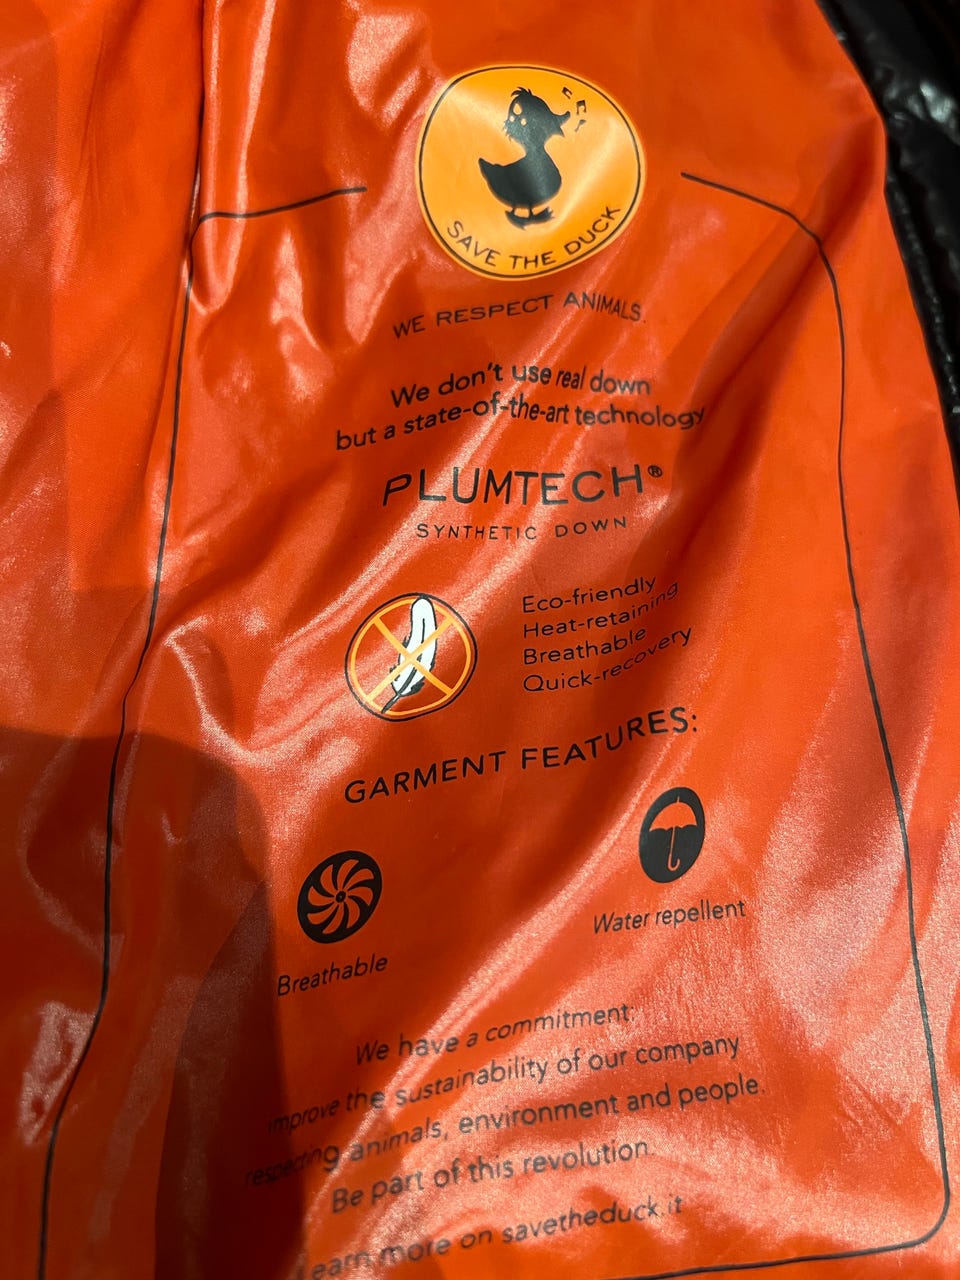 SAVE THE DUCK
WE RESPECT ANIMALS.
We don't use real down
but a state-of-the-art technology
PLUMTECH®
SYNTHETIC DOWN
Eco-friendly
Heat-retaining
Breathable
Quick-recovery
GARMENT FEATURES:
Breathable
Water repellent
We have a commitment:
improve the sustainability of our company
respecting animals, environment and people.
Be part of this revolution.
Learn more on savetheduck.it